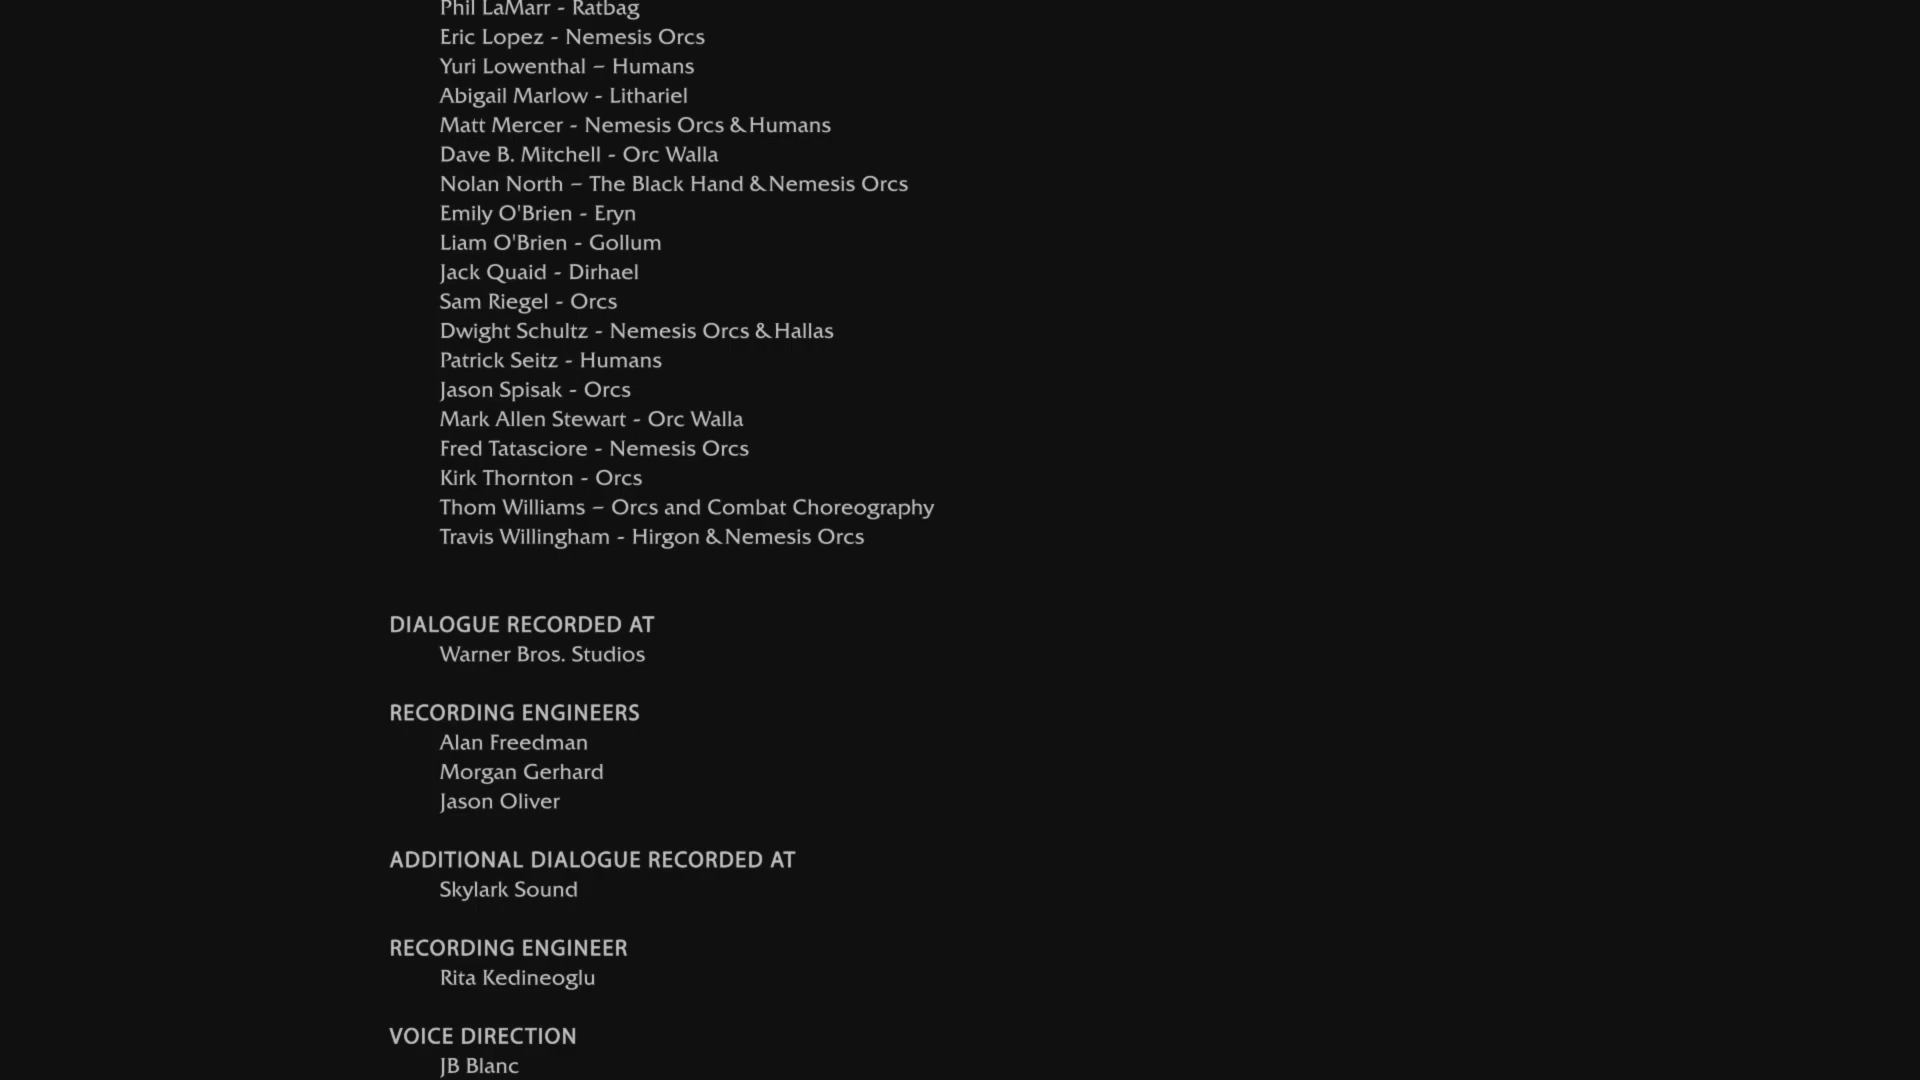 Phil LaMarr - Ratbag
Eric Lopez - Nemesis Orcs
Yuri Lowenthal – Humans
Abigail Marlow - Lithariel
Matt Mercer - Nemesis Orcs & Humans
Dave B. Mitchell - Orc Walla
Nolan North – The Black Hand & Nemesis Orcs
Emily O'Brien - Eryn
Liam O'Brien - Gollum
Jack Quaid - Dirhael
Sam Riegel - Orcs
Dwight Schultz - Nemesis Orcs & Hallas
Patrick Seitz - Humans
Jason Spisak - Orcs
Mark Allen Stewart - Orc Walla
Fred Tatasciore - Nemesis Orcs
Kirk Thornton - Orcs
Thom Williams – Orcs and Combat Choreography
Travis Willingham - Hirgon & Nemesis Orcs
DIALOGUE RECORDED AT
Warner Bros. Studios
RECORDING ENGINEERS
Alan Freedman
Morgan Gerhard
Jason Oliver
ADDITIONAL DIALOGUE RECORDED AT
Skylark Sound
RECORDING ENGINEER
Rita Kedineoglu
VOICE DIRECTION
JB Blanc